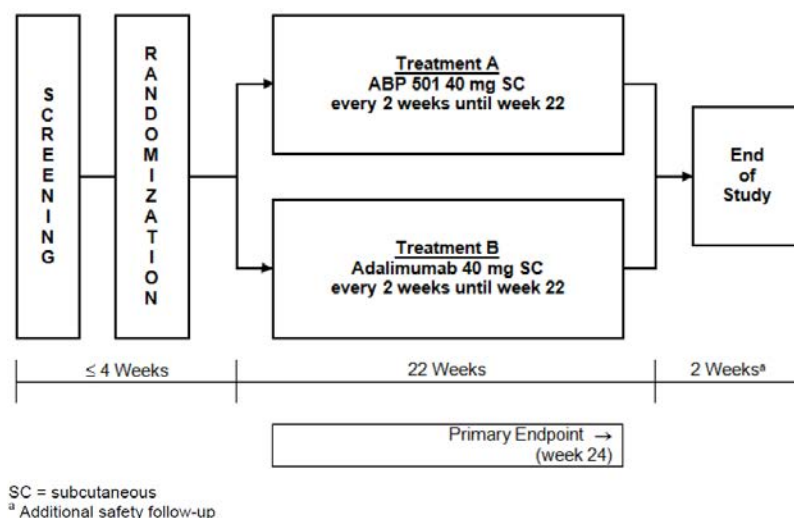 SCREENING
RANDOMIZATION
Treatment A
ABP 501 40 mg SC
every 2 weeks until week 22
Treatment B
Adalimumab 40 mg SC
every 2 weeks until week 22
End
of
Study
≤ 4 Weeks
22 Weeks
2 Weeksᵃ
Primary Endpoint →
(week 24)
SC = subcutaneous
ᵃ Additional safety follow-up